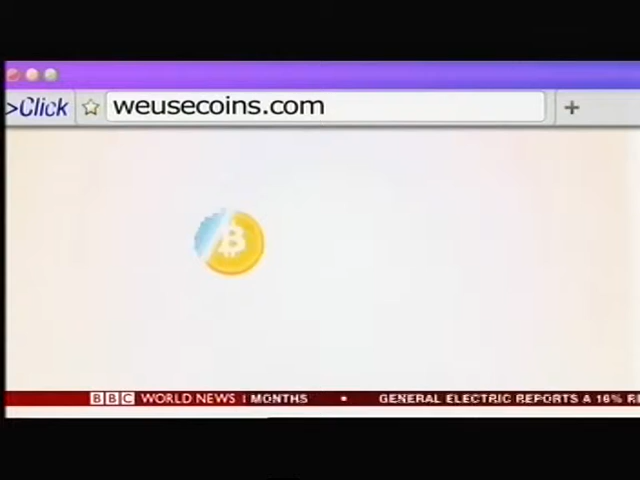 >Click
weusecoins.com
+
BBC WORLD NEWS MONTHS • GENERAL ELECTRIC REPORTS A 16%